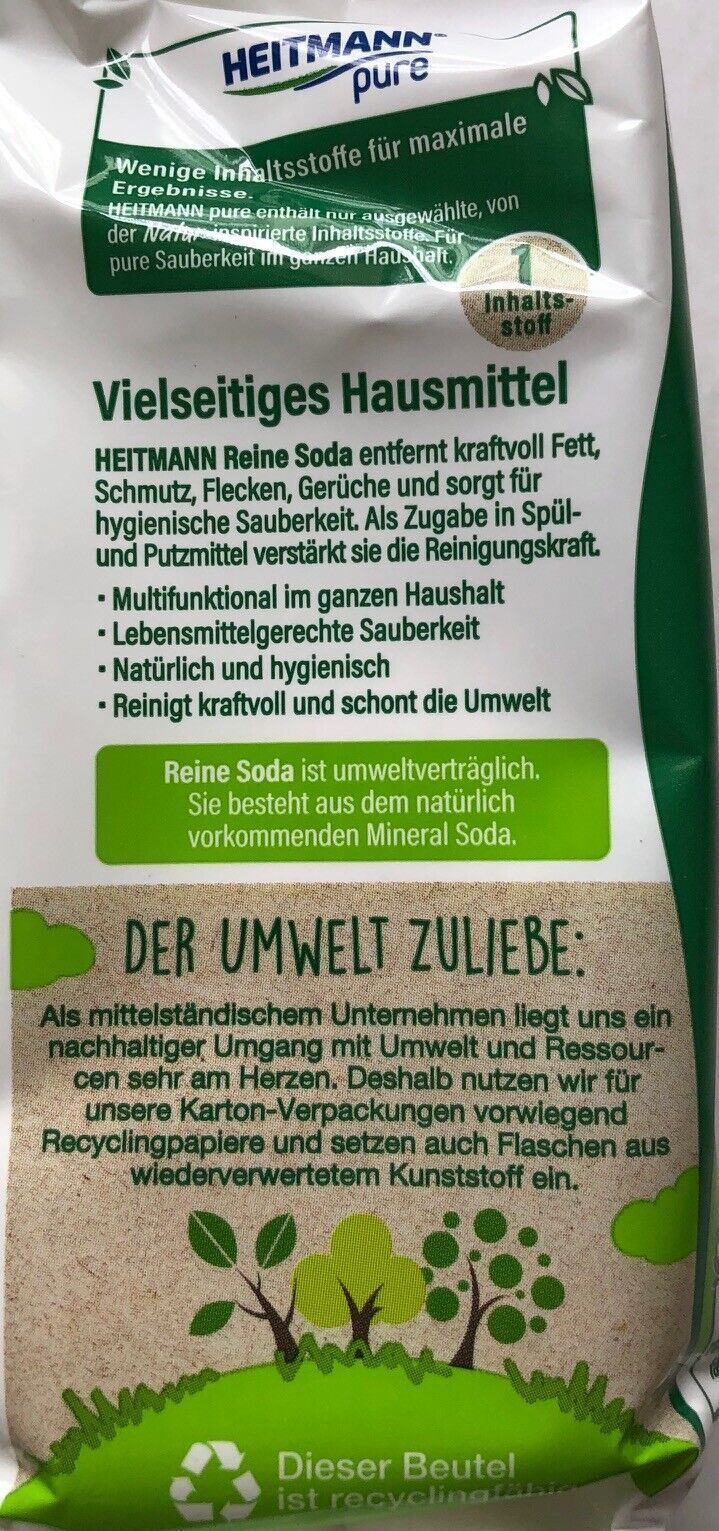 HEITMANN
pure
Wenige Inhaltsstoffe für maximale
Ergebnisse.
HEITMANN pure enthält nur ausgewählte, von
der Natur inspirierte Inhaltsstoffe. Für
pure Sauberkeit im ganzen Haushalt.
1
Inhalts-
stoff
Vielseitiges Hausmittel
HEITMANN Reine Soda entfernt kraftvoll Fett,
Schmutz, Flecken, Gerüche und sorgt für
hygienische Sauberkeit. Als Zugabe in Spül-
und Putzmittel verstärkt sie die Reinigungskraft.
· Multifunktional im ganzen Haushalt
· Lebensmittelgerechte Sauberkeit
· Natürlich und hygienisch
· Reinigt kraftvoll und schont die Umwelt
Reine Soda ist umweltverträglich.
Sie besteht aus dem natürlich
vorkommenden Mineral Soda.
DER UMWELT ZULIEBE:
Als mittelständischem Unternehmen liegt uns ein
nachhaltiger Umgang mit Umwelt und Ressour-
cen sehr am Herzen. Deshalb nutzen wir für
unsere Karton-Verpackungen vorwiegend
Recyclingpapiere und setzen auch Flaschen aus
wiederverwertetem Kunststoff ein.
Dieser Beutel
ist recyclingfähig